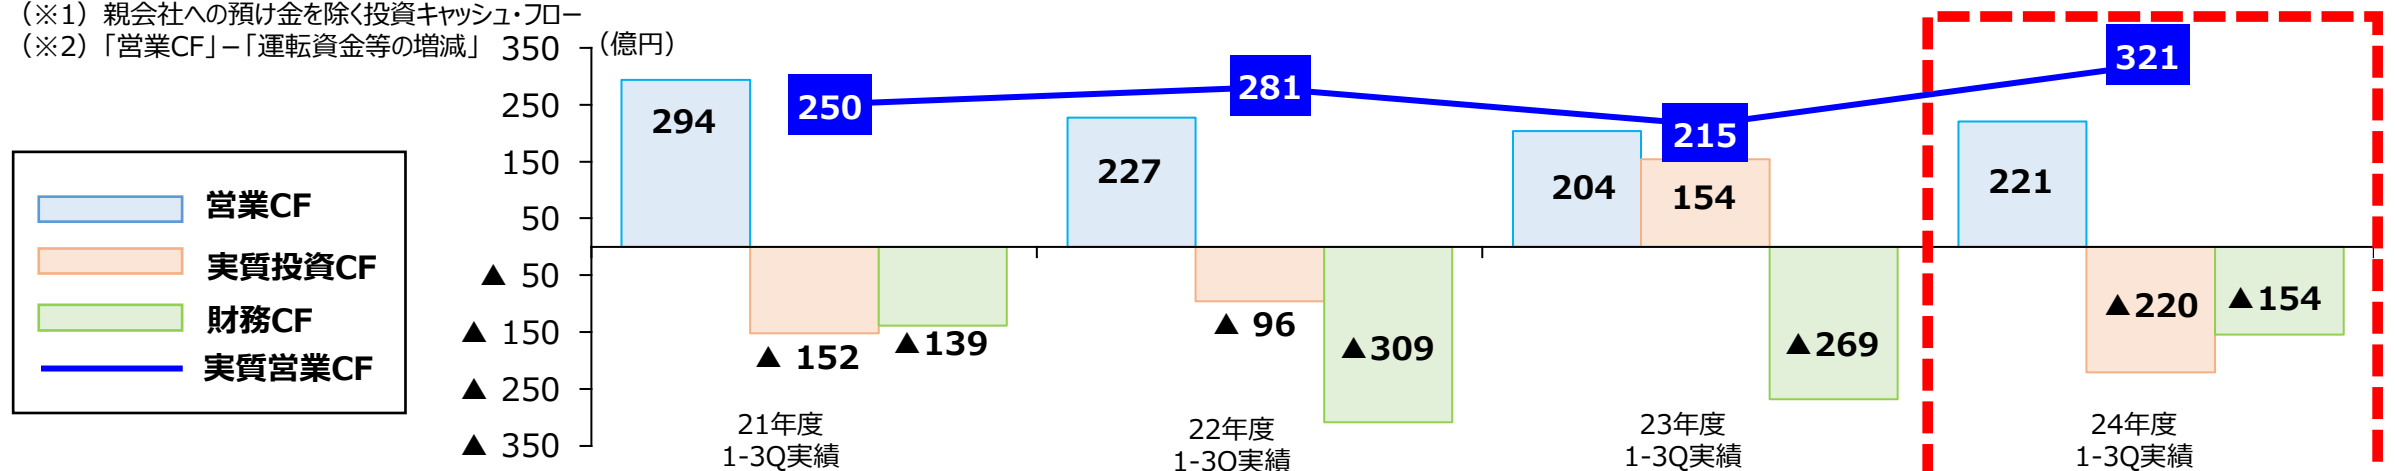 （※1）親会社への預け金を除く投資キャッシュ・フロー
（※2）「営業CF」－「運転資金等の増減」
（億円）
350
250
150
50
▲ 50
▲ 150
▲ 250
▲ 350
営業CF
実質投資CF
財務CF
実質営業CF
294
250
▲ 152
▲139
227
281
▲ 96
▲309
204
154
215
▲269
221
321
▲220
▲154
21年度
1-3Q実績
22年度
1-3Q実績
23年度
1-3Q実績
24年度
1-3Q実績